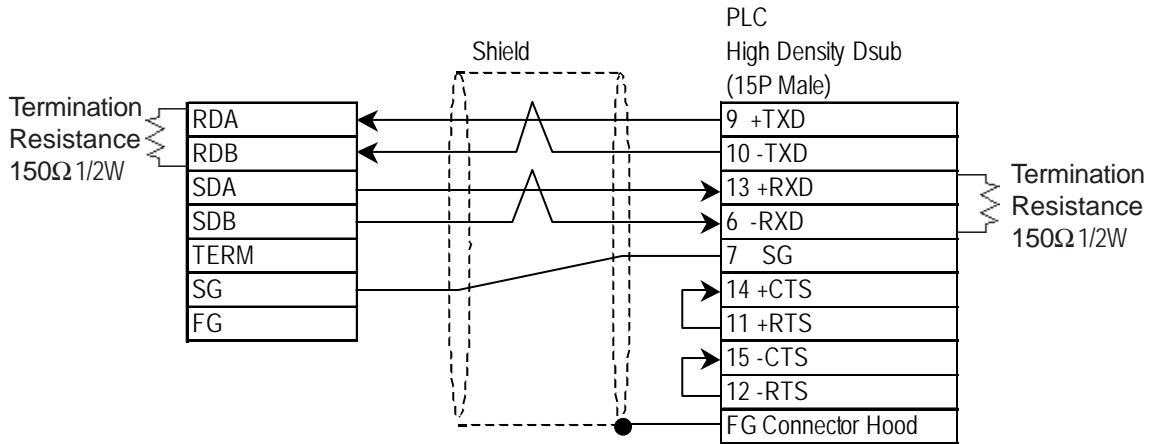 PLC
High Density Dsub
(15P Male)
Shield
Termination
Resistance
150Ω 1/2W
RDA
RDB
SDA
SDB
TERM
SG
FG
9 +TXD
10 -TXD
13 +RXD
6 -RXD
7 SG
14 +CTS
11 +RTS
15 -CTS
12 -RTS
FG Connector Hood
Termination
Resistance
150Ω 1/2W